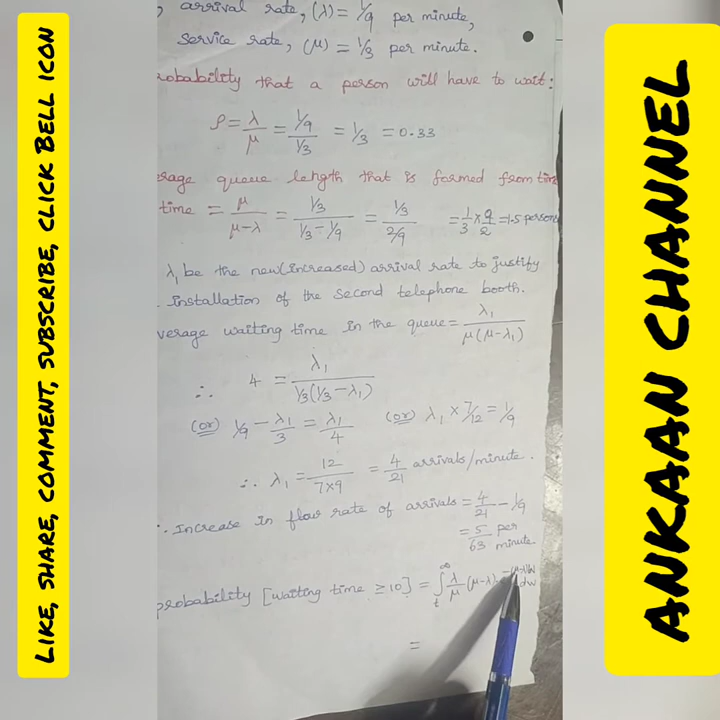 LIKE, SHARE, COMMENT, SUBSCRIBE, CLICK BELL ICON
, arrival rate, (λ) = 1/9 per minute,
Service rate, (μ) = 1/3 per minute.
robability that a person will have to wait:
ρ = λ/μ = (1/9)/(1/3) = 1/3 = 0.33
erage queue length that is formed from time
time = μ/(μ-λ) = (1/3)/(1/3 - 1/9) = (1/3)/(2/9) = 1/3 × 9/2 = 1.5 persons
λ₁ be the new (increased) arrival rate to justify
. installation of the second telephone booth.
verage waiting time in the queue = λ₁/(μ(μ-λ₁))
∴ 4 = λ₁/(1/3(1/3 - λ₁))
(or) 1/9 - λ₁/3 = λ₁/4 (or) λ₁ × 7/12 = 1/9
∴ λ₁ = 12/(7×9) = 4/21 arrivals/minute.
∴ Increase in flow rate of arrivals = 4/21 - 1/9
= 5/63 per minute
probability [waiting time ≥ 10] = ∫ₜ^∞ λ/μ (μ-λ) dw
=
ANKAAN CHANNEL